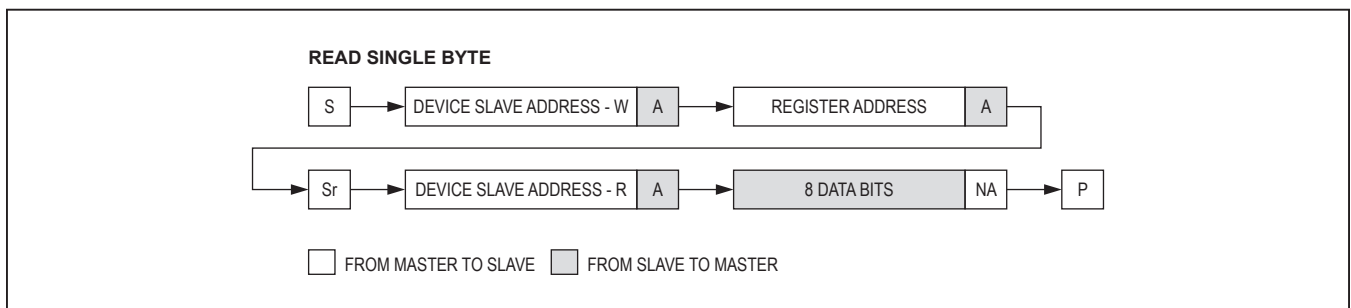 READ SINGLE BYTE
S DEVICE SLAVE ADDRESS - W A REGISTER ADDRESS A
Sr DEVICE SLAVE ADDRESS - R A 8 DATA BITS NA P
FROM MASTER TO SLAVE FROM SLAVE TO MASTER